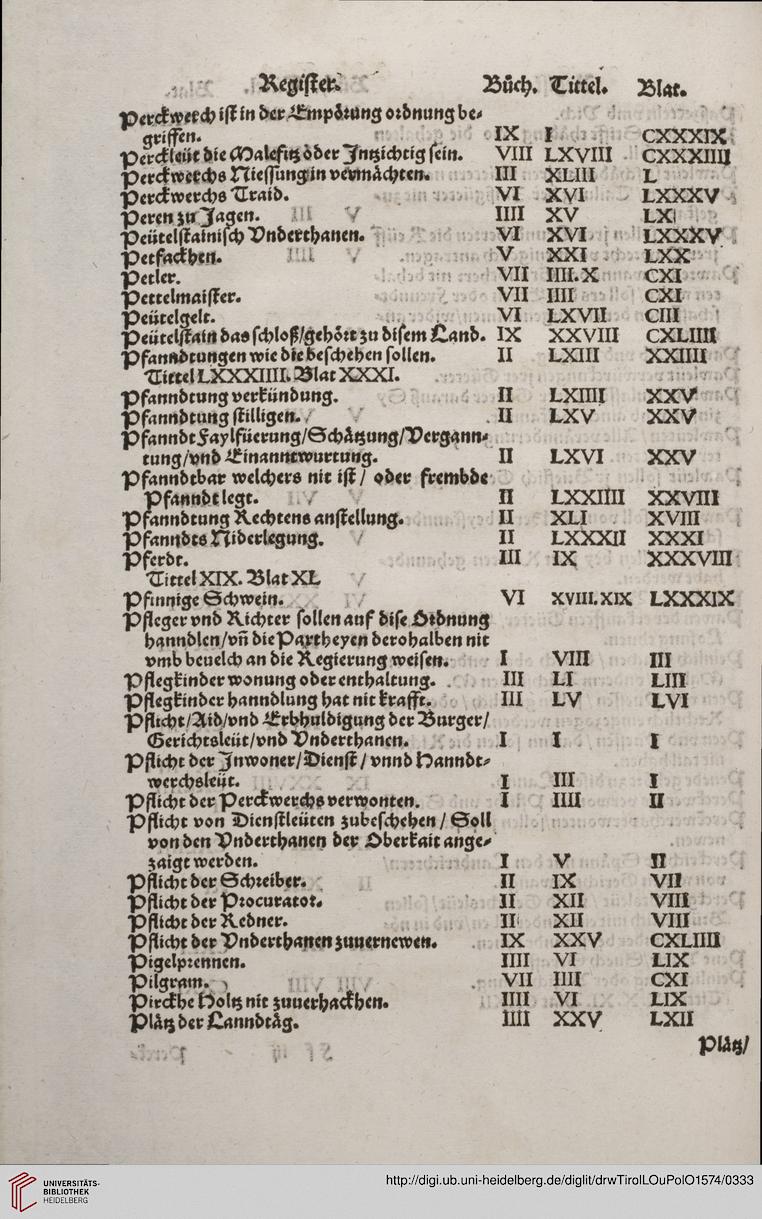 Register. Bůch. Tittel. Blat.
Perckwerch ist in der Empörung ordnung be-
griffen. IX I CXXXIX
Perckleüt die Malefitz oder Intzichtig sein. VIII LXVIII CXXXIIII
Perckwerchs Niessung in vermächten. III XLIII L
Perckwerchs Traid. VI XVI LXXXV
Peren zu Jagen. IIII XV LXI
Peütelstainisch Vnderthanen. VI XVI LXXXV
Petsackhen. V XXI LXX
Petler. VII IIII.X CXI
Pettelmaister. VII IIII CXI
Peütelgelt. VI LXVII CIII
Peütelstain das schloß/gehört zu disem Land. IX XXVIII CXLIIII
Pfanndtungen wie die beschehen sollen. II LXIII XXIIII
Tittel LXXXIIII. Blat XXXI.
Pfanndtung verkündung. II LXIIII XXV
Pfanndtung stilligen. II LXV XXV
Pfanndt Faylfüerung/Schätzung/Vergann-
tung/vnd Einanntwurtung. II LXVI XXV
Pfanndtbar welchers nit ist / oder frembde
Pfanndt legt. II LXXIIII XXVIII
Pfanndtung Rechtens anstellung. II XLI XVIII
Pfanndts Niderlegung. II LXXXII XXXI
Pferdt. III IX XXXVIII
Tittel XIX. Blat XL
Pfinnige Schwein. VI XVIII.XIX LXXXIX
Pfleger vnd Richter sollen auf dise Ordnung
hanndlen/vñ die Partheyen derohalben nit
vmb beuelch an die Regierung weisen. I VIII III
Pflegkinder wonung oder enthaltung. III LI LIII
Pflegkinder hanndlung hat nit krafft. III LV LVI
Pflicht/Aid/vnd Erbhuldigung der Burger/
Gerichtsleüt/vnd Vnderthanen. I I I
Pflicht der Inwoner/Dienst/vnnd Hanndt-
werchsleüt. I III I
Pflicht der Perckwerchs verwonten. I IIII II
Pflicht von Dienstleüten zubeschehen / Soll
von den Vnderthanen der Oberkait ange-
zaigt werden. I V II
Pflicht der Schreiber. II IX VII
Pflicht der Procurator. II XII VIII
Pflicht der Redner. II XII VIII
Pflicht der Vnderthanen zuuernewen. IX XXV CXLIIII
Pigelprennen. IIII VI LIX
Pilgram. VII IIII CXI
Pirckhe Holtz nit zuuerhackhen. IIII VI LIX
Plätz der Lanndtäg. IIII XXV LXII
Plätz/
UNIVERSITÄTS-
BIBLIOTHEK
HEIDELBERG
http://digi.ub.uni-heidelberg.de/diglit/drwTirolLOuPolO1574/0333